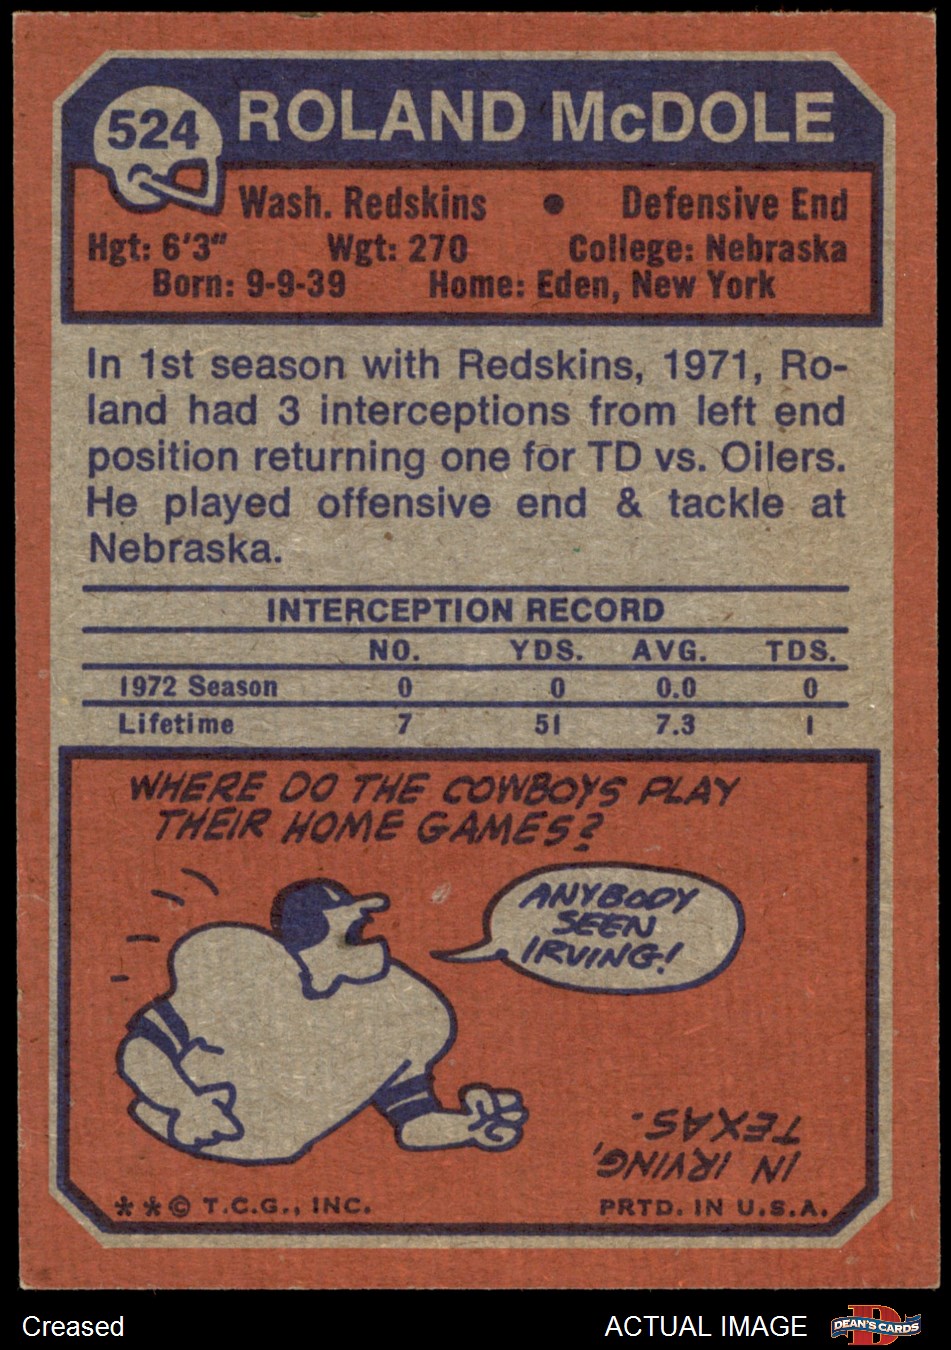 524
ROLAND McDOLE
Wash. Redskins • Defensive End
Hgt: 6'3" Wgt: 270 College: Nebraska
Born: 9-9-39 Home: Eden, New York
In 1st season with Redskins, 1971, Ro-
land had 3 interceptions from left end
position returning one for TD vs. Oilers.
He played offensive end & tackle at
Nebraska.
INTERCEPTION RECORD
NO. YDS. AVG. TDS.
1972 Season 0 0 0.0 0
Lifetime 7 51 7.3 1
WHERE DO THE COWBOYS PLAY
THEIR HOME GAMES?
ANYBODY
SEEN
IRVING!
IN IRVING,
TEXAS.
**© T.C.G., INC. PRTD. IN U.S.A.
Creased ACTUAL IMAGE DEAN'S CARDS